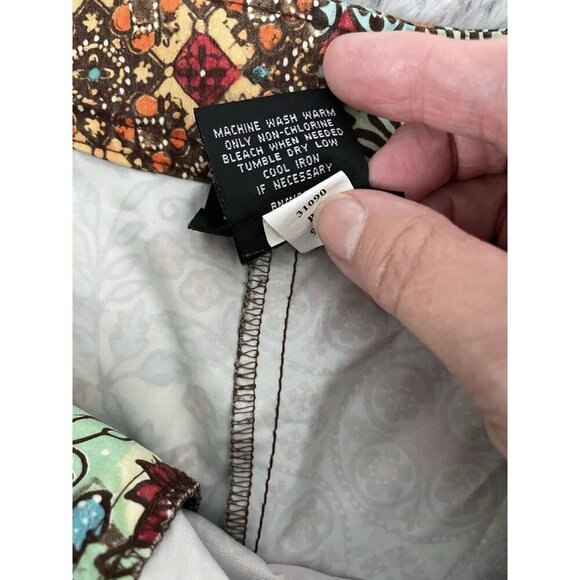 MACHINE WASH WARM
ONLY NON-CHLORINE
BLEACH WHEN NEEDED
TUMBLE DRY LOW
COOL IRON
IF NECESSARY
31090